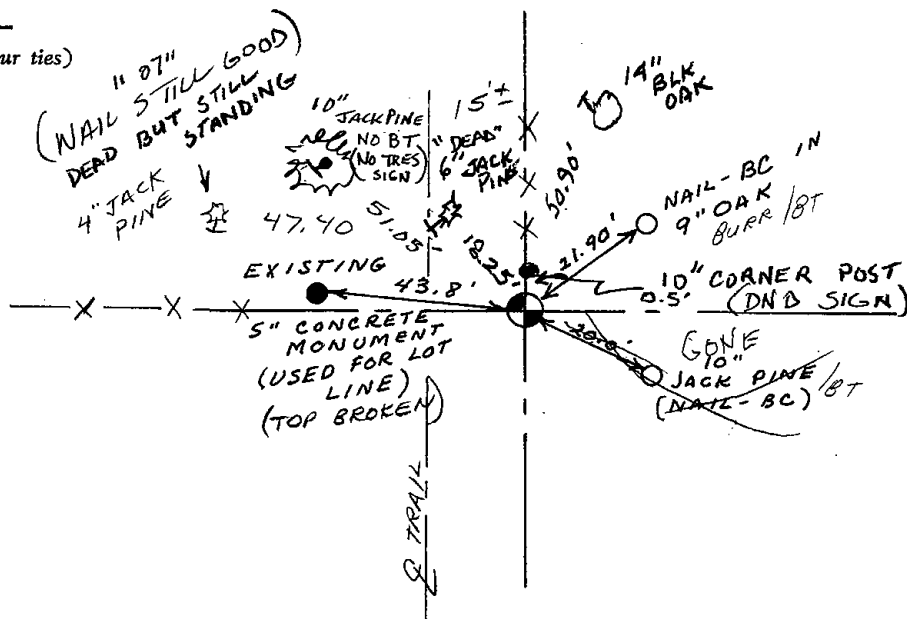 ur ties)
"07"
(NAIL STILL GOOD)
DEAD BUT STILL
STANDING
4" JACK
PINE
10"
JACK PINE
NO BT
(NO TRES
SIGN)
15'±
"DEAD"
6" JACK
PINE
14"
BLK
OAK
50.90'
NAIL-BC IN
9" OAK
BURR/BT
47.40
51.05'
18.25'
21.90'
EXISTING
43.8'
10" CORNER POST
0.5'
(DNB SIGN)
5" CONCRETE
MONUMENT
(USED FOR LOT
LINE)
(TOP BROKEN)
20.0'
GONE
10"
JACK PINE/BT
(NAIL-BC)
TRAIL